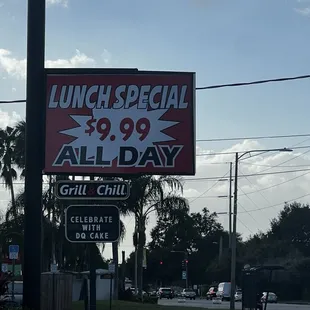 LUNCH SPECIAL
$9.99
ALL DAY
Grill & Chill
CELEBRATE
WITH
DQ CAKE